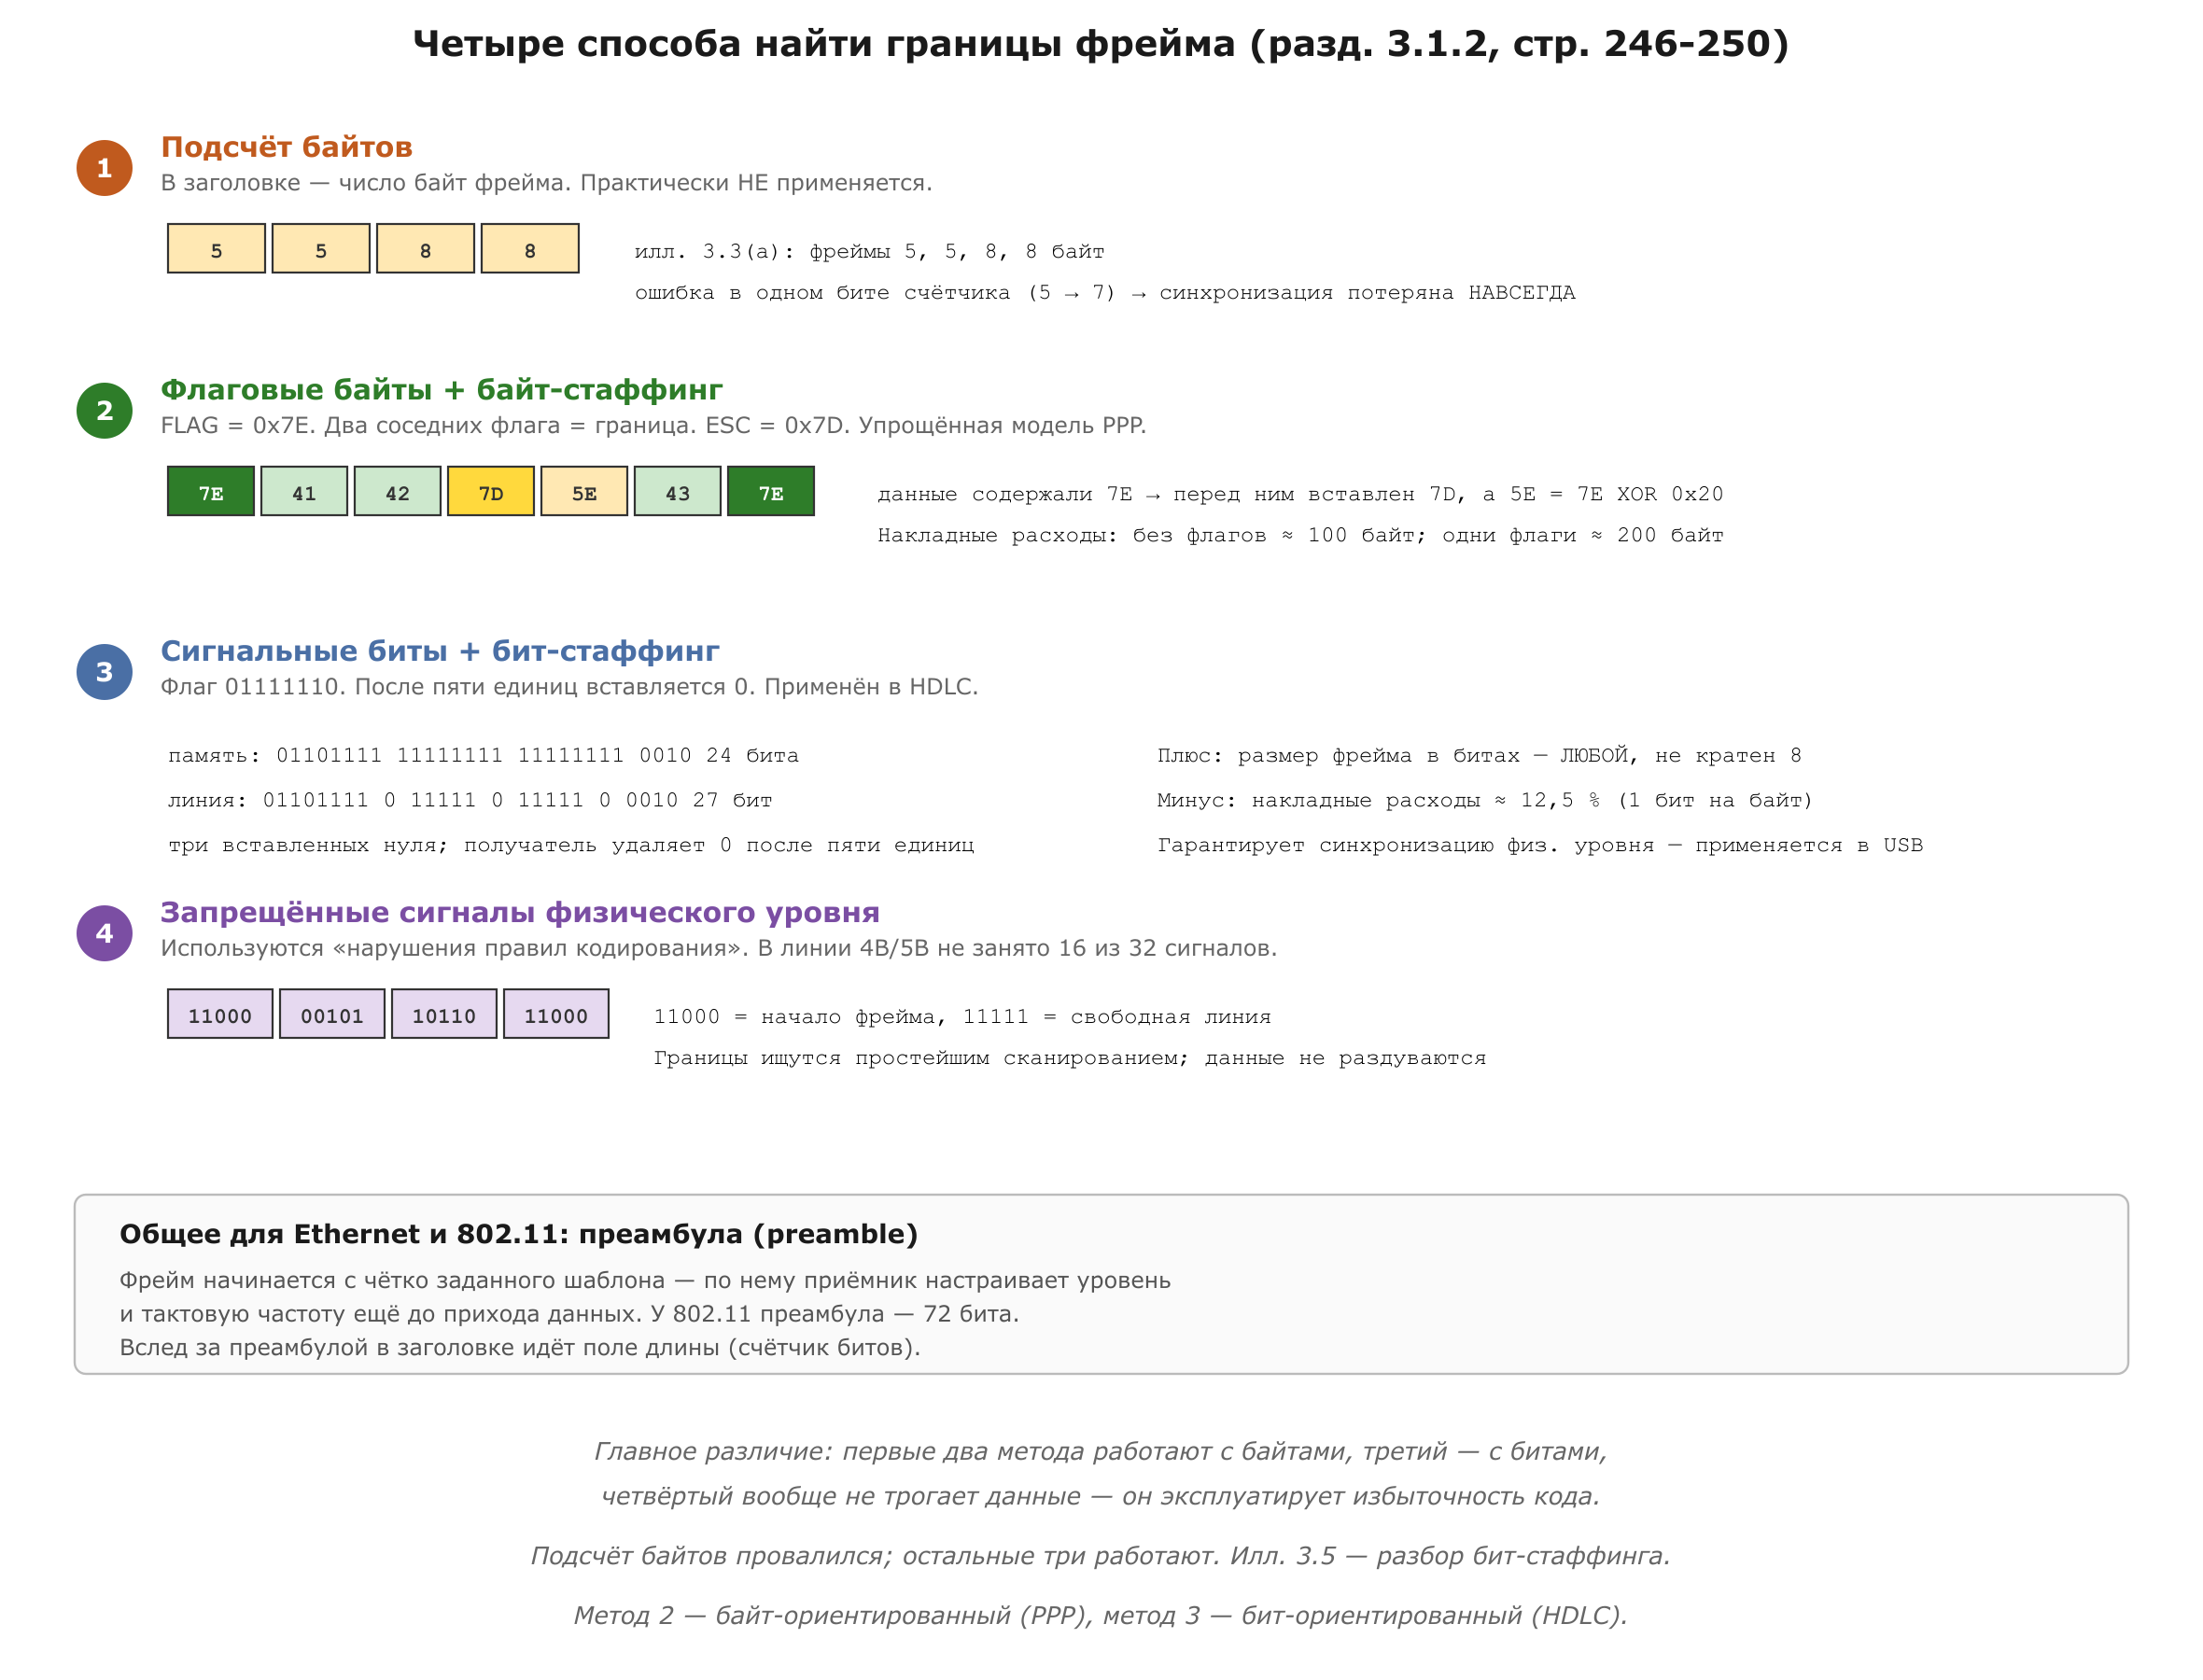 Четыре способа найти границы фрейма (разд. 3.1.2, стр. 246-250)
1
Подсчёт байтов
В заголовке — число байт фрейма. Практически НЕ применяется.
5 5 8 8
илл. 3.3(а): фреймы 5, 5, 8, 8 байт
ошибка в одном бите счётчика (5 → 7) → синхронизация потеряна НАВСЕГДА
2
Флаговые байты + байт-стаффинг
FLAG = 0x7E. Два соседних флага = граница. ESC = 0x7D. Упрощённая модель PPP.
7E 41 42 7D 5E 43 7E
данные содержали 7E → перед ним вставлен 7D, а 5E = 7E XOR 0x20
Накладные расходы: без флагов ≈ 100 байт; одни флаги ≈ 200 байт
3
Сигнальные биты + бит-стаффинг
Флаг 01111110. После пяти единиц вставляется 0. Применён в HDLC.
память: 01101111 11111111 11111111 0010 24 бита
линия: 01101111 0 11111 0 11111 0 0010 27 бит
три вставленных нуля; получатель удаляет 0 после пяти единиц
Плюс: размер фрейма в битах — ЛЮБОЙ, не кратен 8
Минус: накладные расходы ≈ 12,5 % (1 бит на байт)
Гарантирует синхронизацию физ. уровня — применяется в USB
4
Запрещённые сигналы физического уровня
Используются «нарушения правил кодирования». В линии 4B/5B не занято 16 из 32 сигналов.
11000 00101 10110 11000
11000 = начало фрейма, 11111 = свободная линия
Границы ищутся простейшим сканированием; данные не раздуваются
Общее для Ethernet и 802.11: преамбула (preamble)
Фрейм начинается с чётко заданного шаблона — по нему приёмник настраивает уровень
и тактовую частоту ещё до прихода данных. У 802.11 преамбула — 72 бита.
Вслед за преамбулой в заголовке идёт поле длины (счётчик битов).
Главное различие: первые два метода работают с байтами, третий — с битами,
четвёртый вообще не трогает данные — он эксплуатирует избыточность кода.
Подсчёт байтов провалился; остальные три работают. Илл. 3.5 — разбор бит-стаффинга.
Метод 2 — байт-ориентированный (PPP), метод 3 — бит-ориентированный (HDLC).